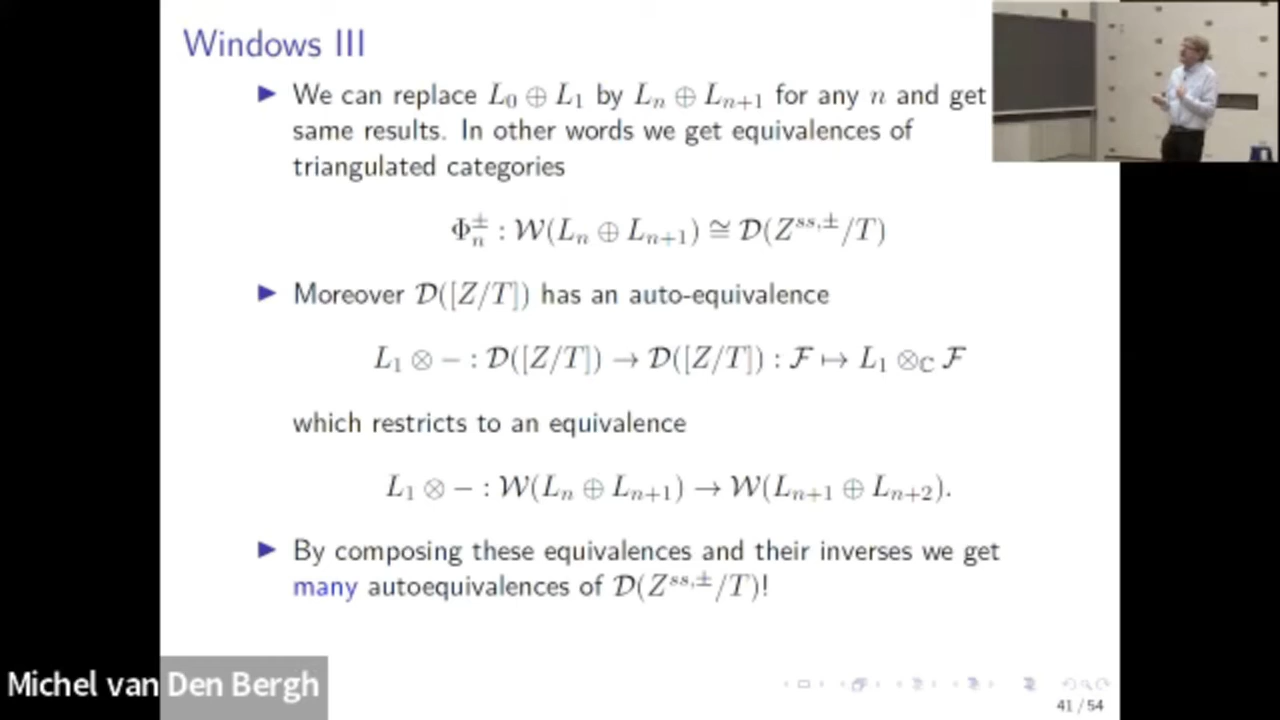 Windows III
▶ We can replace L₀ ⊕ L₁ by Lₙ ⊕ Lₙ₊₁ for any n and get
same results. In other words we get equivalences of
triangulated categories
Φₙ^± : 𝒲(Lₙ ⊕ Lₙ₊₁) ≅ 𝒟(Z^{ss,±}/T)
▶ Moreover 𝒟([Z/T]) has an auto-equivalence
L₁ ⊗ − : 𝒟([Z/T]) → 𝒟([Z/T]) : ℱ ↦ L₁ ⊗_ℂ ℱ
which restricts to an equivalence
L₁ ⊗ − : 𝒲(Lₙ ⊕ Lₙ₊₁) → 𝒲(Lₙ₊₁ ⊕ Lₙ₊₂).
▶ By composing these equivalences and their inverses we get
many autoequivalences of 𝒟(Z^{ss,±}/T)!
Michel van Den Bergh
41 / 54